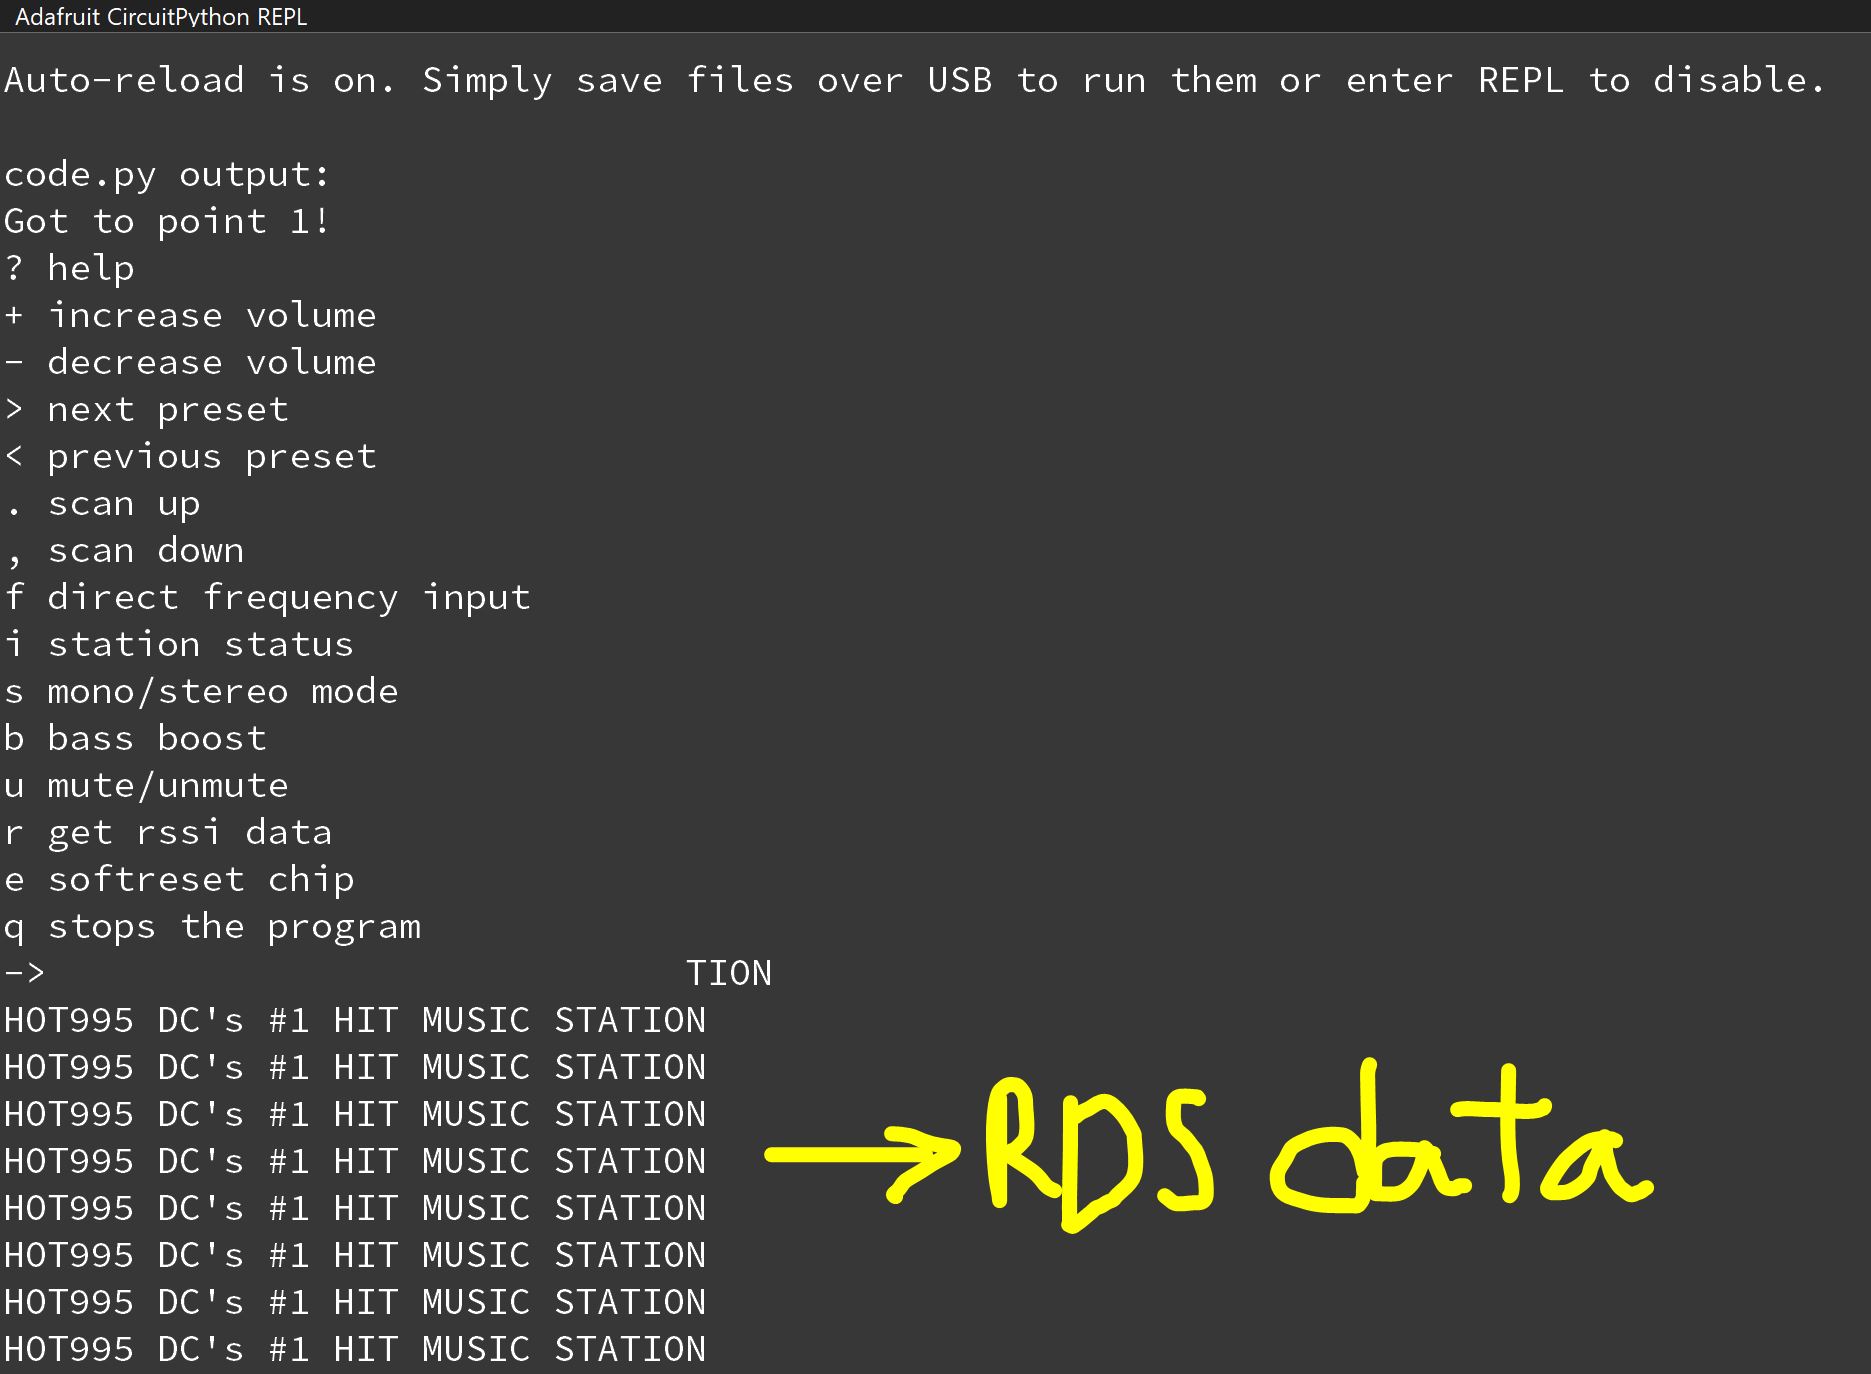 Adafruit CircuitPython REPL
Auto-reload is on. Simply save files over USB to run them or enter REPL to disable.
code.py output:
Got to point 1!
? help
+ increase volume
- decrease volume
> next preset
< previous preset
. scan up
, scan down
f direct frequency input
i station status
s mono/stereo mode
b bass boost
u mute/unmute
r get rssi data
e softreset chip
q stops the program
-> TION
HOT995 DC's #1 HIT MUSIC STATION
HOT995 DC's #1 HIT MUSIC STATION
HOT995 DC's #1 HIT MUSIC STATION
HOT995 DC's #1 HIT MUSIC STATION → RDS data
HOT995 DC's #1 HIT MUSIC STATION
HOT995 DC's #1 HIT MUSIC STATION
HOT995 DC's #1 HIT MUSIC STATION
HOT995 DC's #1 HIT MUSIC STATION